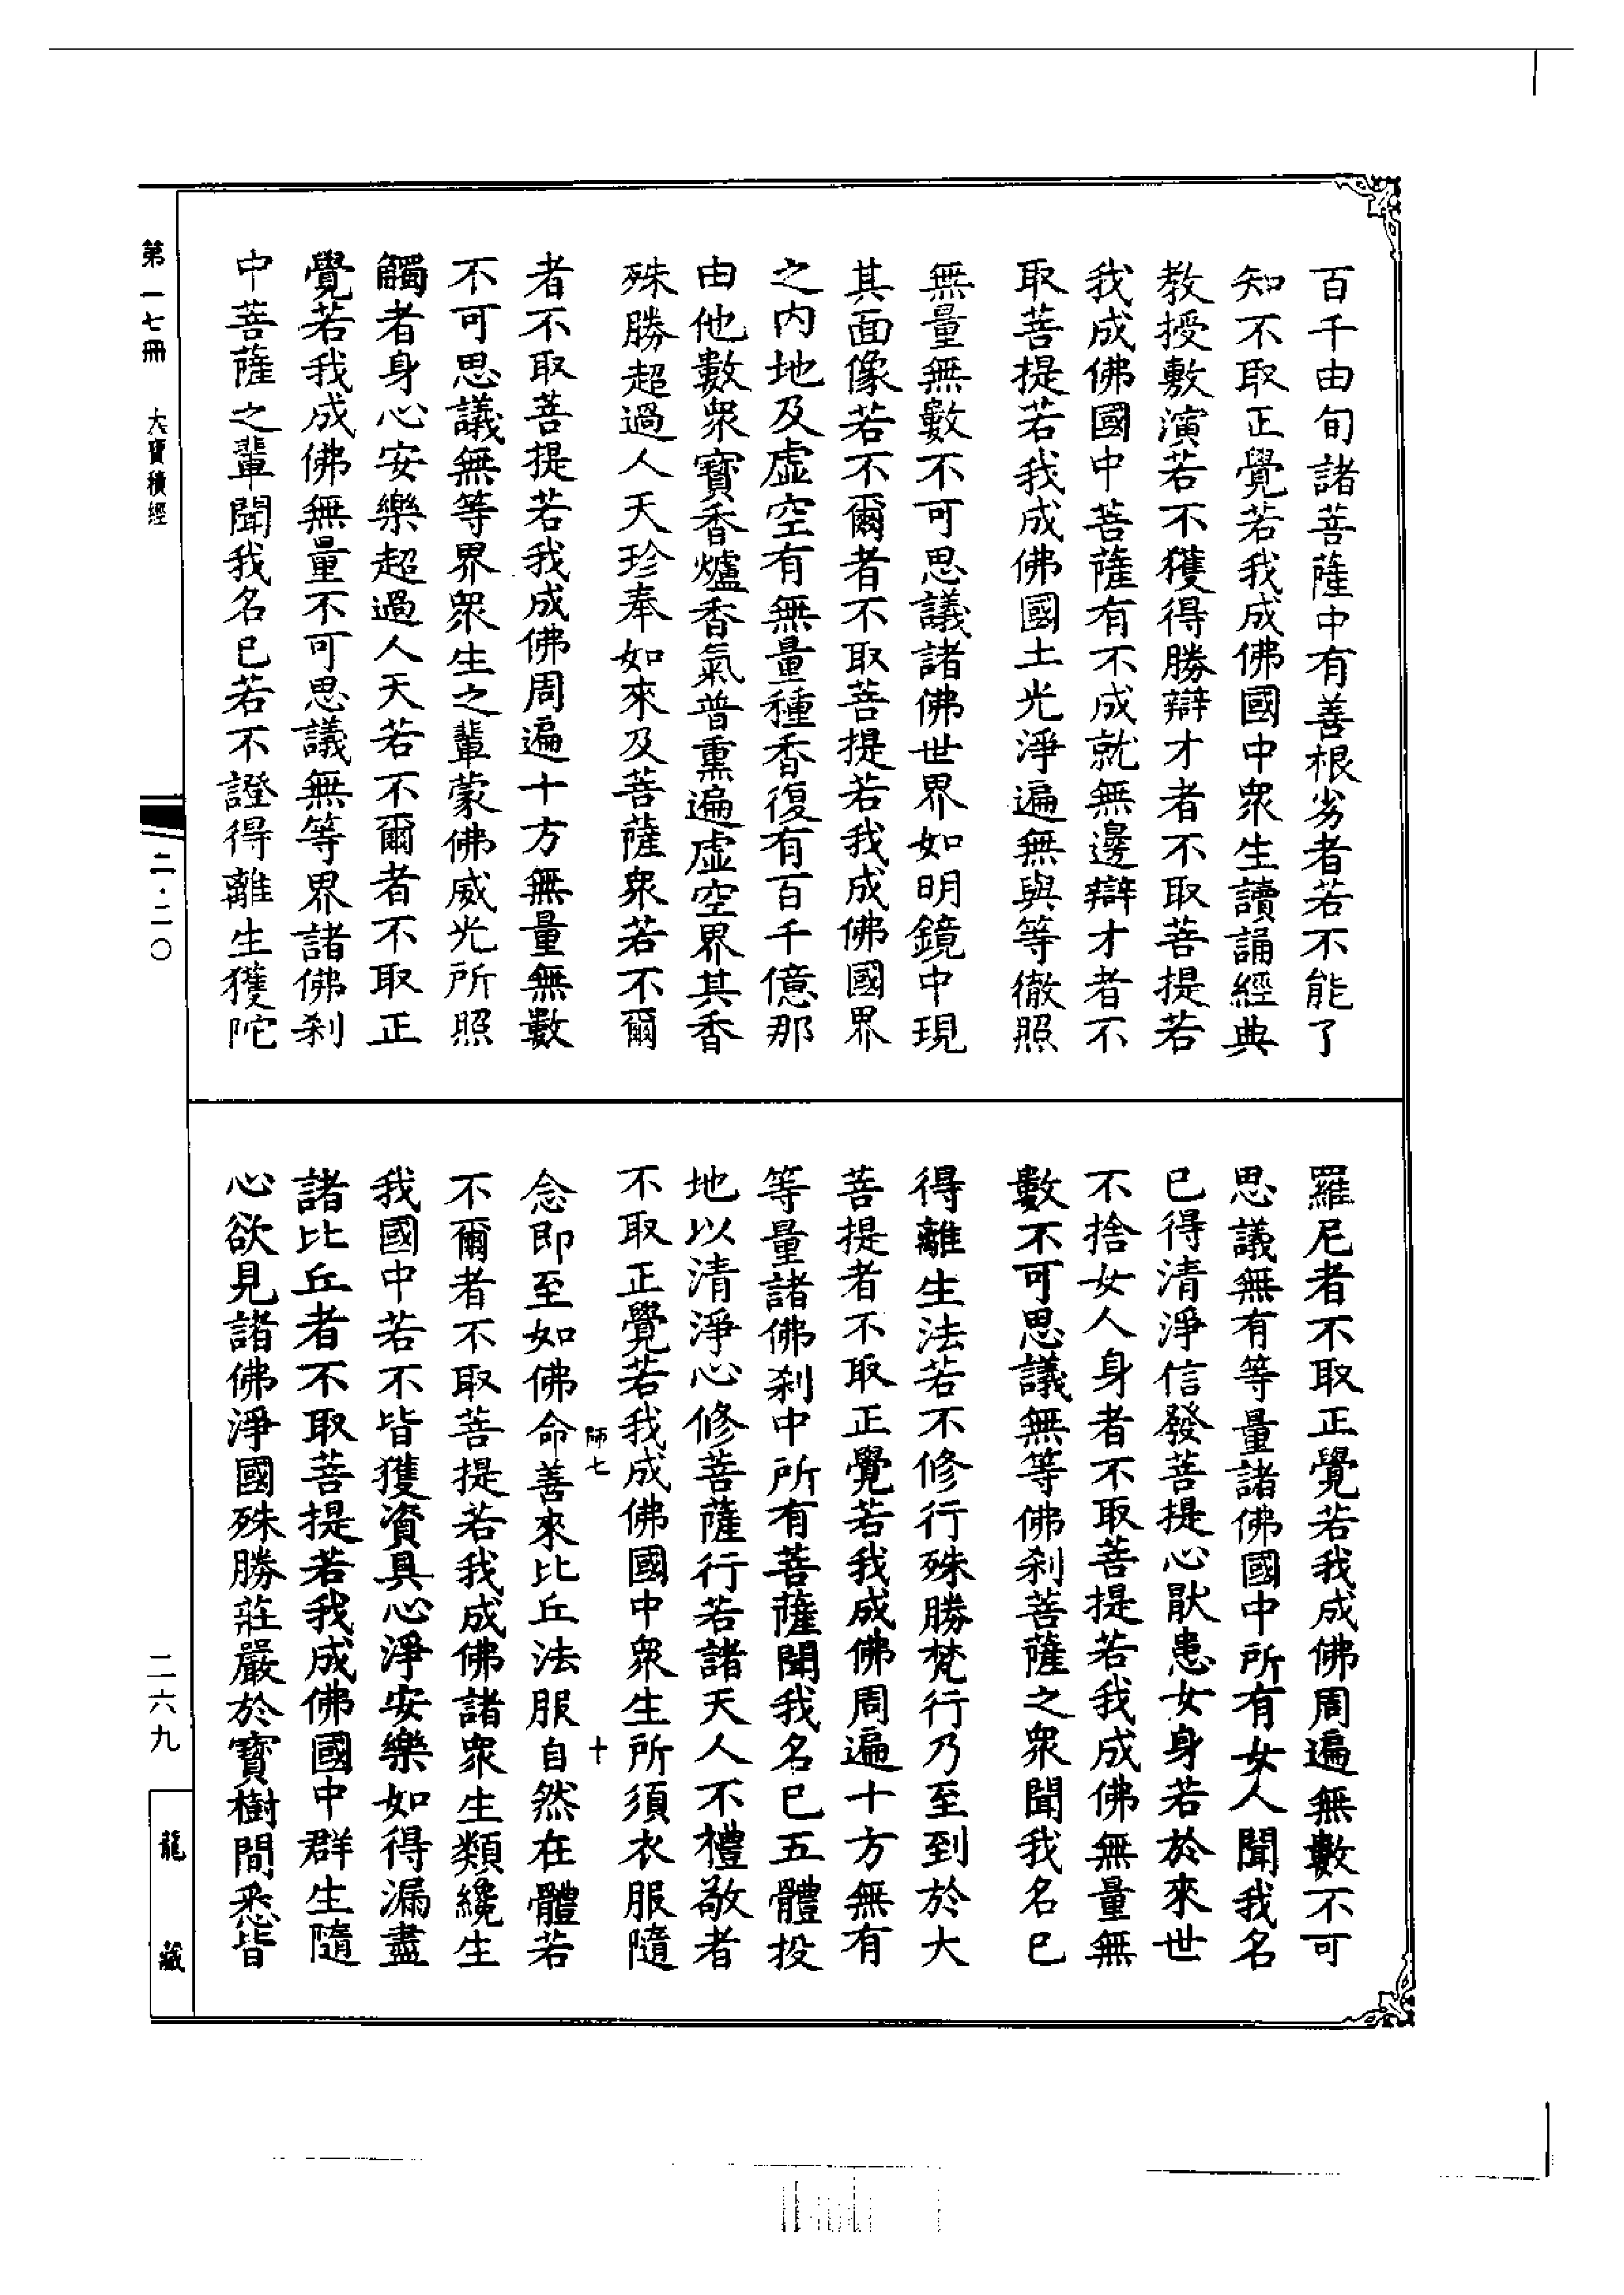 百千由旬諸菩薩中有善根劣者若不能了
知不取正覺若我成佛國中眾生讀誦經典
教授敷演若不獲得勝辯才者不取菩提若
我成佛國中菩薩有不成就無邊辯才者不
取菩提若我成佛國土光淨遍無與等徹照
無量無數不可思議諸佛世界如明鏡中現
其面像若不爾者不取菩提若我成佛國界
之內地及虛空有無量種香復有百千億那
由他數眾寶香爐香氣普熏遍虛空界其香
殊勝超過人天珍奉如來及菩薩眾若不爾
者不取菩提若我成佛周遍十方無量無數
不可思議無等界眾生之輩蒙佛威光所照
觸者身心安樂超過人天若不爾者不取正
覺若我成佛無量不可思議無等界諸佛剎
中菩薩之輩聞我名已若不證得離生獲陀
羅尼者不取正覺若我成佛周遍無數不可
思議無有等量諸佛國中所有女人聞我名
已得清淨信發菩提心厭患女身若於來世
不捨女人身者不取菩提若我成佛無量無
數不可思議無等佛剎菩薩之眾聞我名已
得離生法若不修行殊勝梵行乃至到於大
菩提者不取正覺若我成佛周遍十方無有
等量諸佛剎中所有菩薩聞我名已五體投
地以清淨心修菩薩行若諸天人不禮敬者
不取正覺若我成佛國中眾生所須衣服隨
師七 十
念即至如佛命善來比丘法服自然在體若
不爾者不取菩提若我成佛諸眾生類纔生
我國中若不皆獲資具心淨安樂如得漏盡
諸比丘者不取菩提若我成佛國中群生隨
心欲見諸佛淨國殊勝莊嚴於寶樹間悉皆
第一七冊 大寶積經
二·二〇
二六九
龍藏